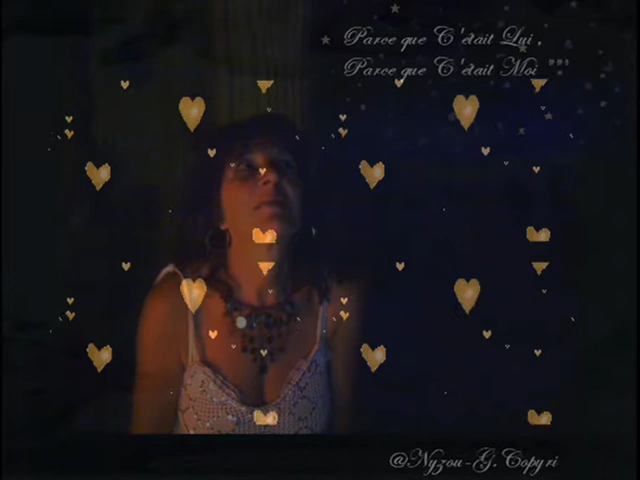 Parce que C'était Lui ,
Parce que C'était Moi """
@Nyzou-G.Copyri